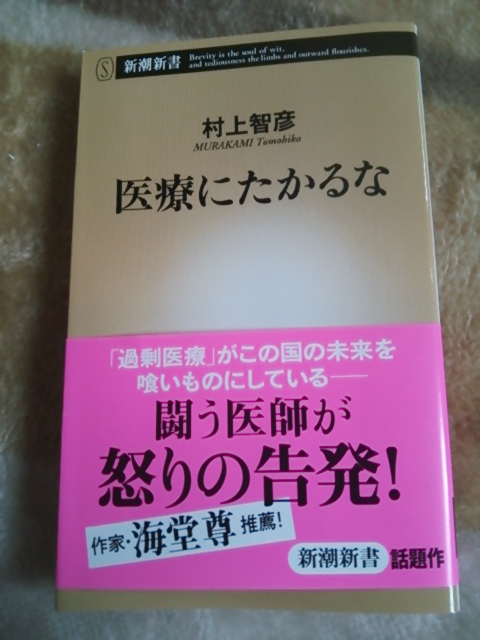 新潮新書
Brevity is the soul of wit,
and tediousness the limbs and outward flourishes.
村上智彦
MURAKAMI Tomohiko
医療にたかるな
「過剰医療」がこの国の未来を
喰いものにしている――
闘う医師が
怒りの告発!
作家・海堂尊 推薦!
新潮新書 話題作